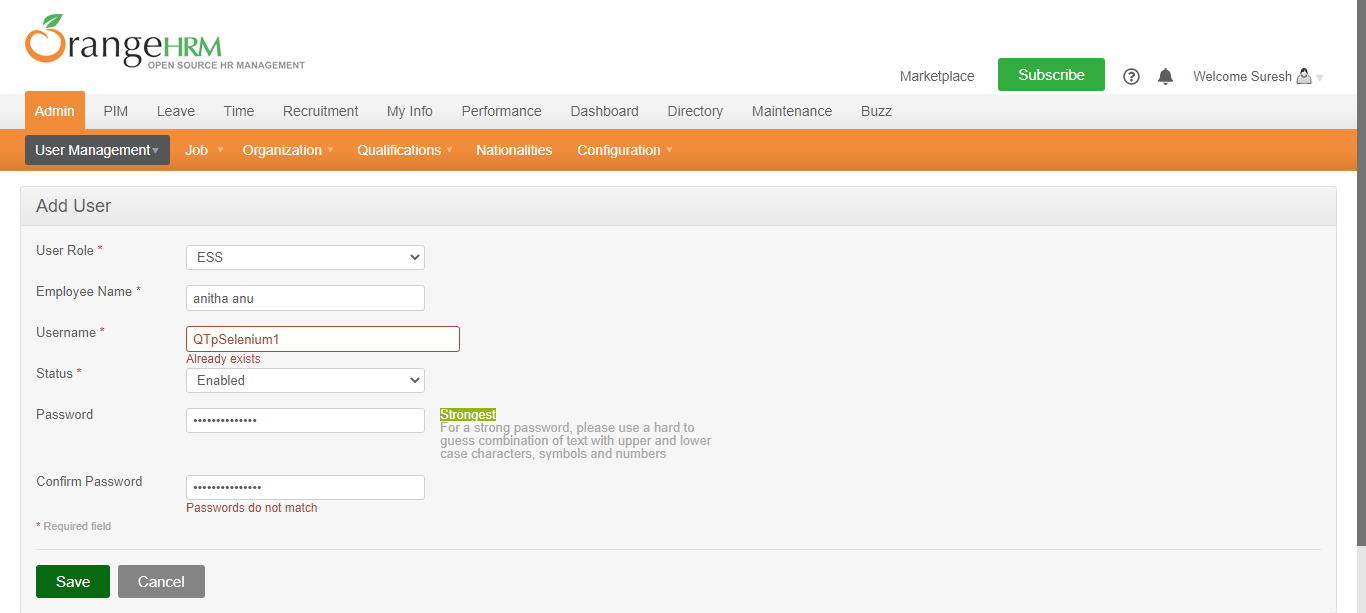 OrangeHRM
OPEN SOURCE HR MANAGEMENT
Marketplace Subscribe ? Welcome Suresh
Admin PIM Leave Time Recruitment My Info Performance Dashboard Directory Maintenance Buzz
User Management Job Organization Qualifications Nationalities Configuration
Add User
User Role * ESS
Employee Name * anitha anu
Username * QTpSelenium1
Already exists
Status * Enabled
Password •••••••••••••• Strongest
For a strong password, please use a hard to
guess combination of text with upper and lower
case characters, symbols and numbers
Confirm Password •••••••••••••••
Passwords do not match
* Required field
Save Cancel